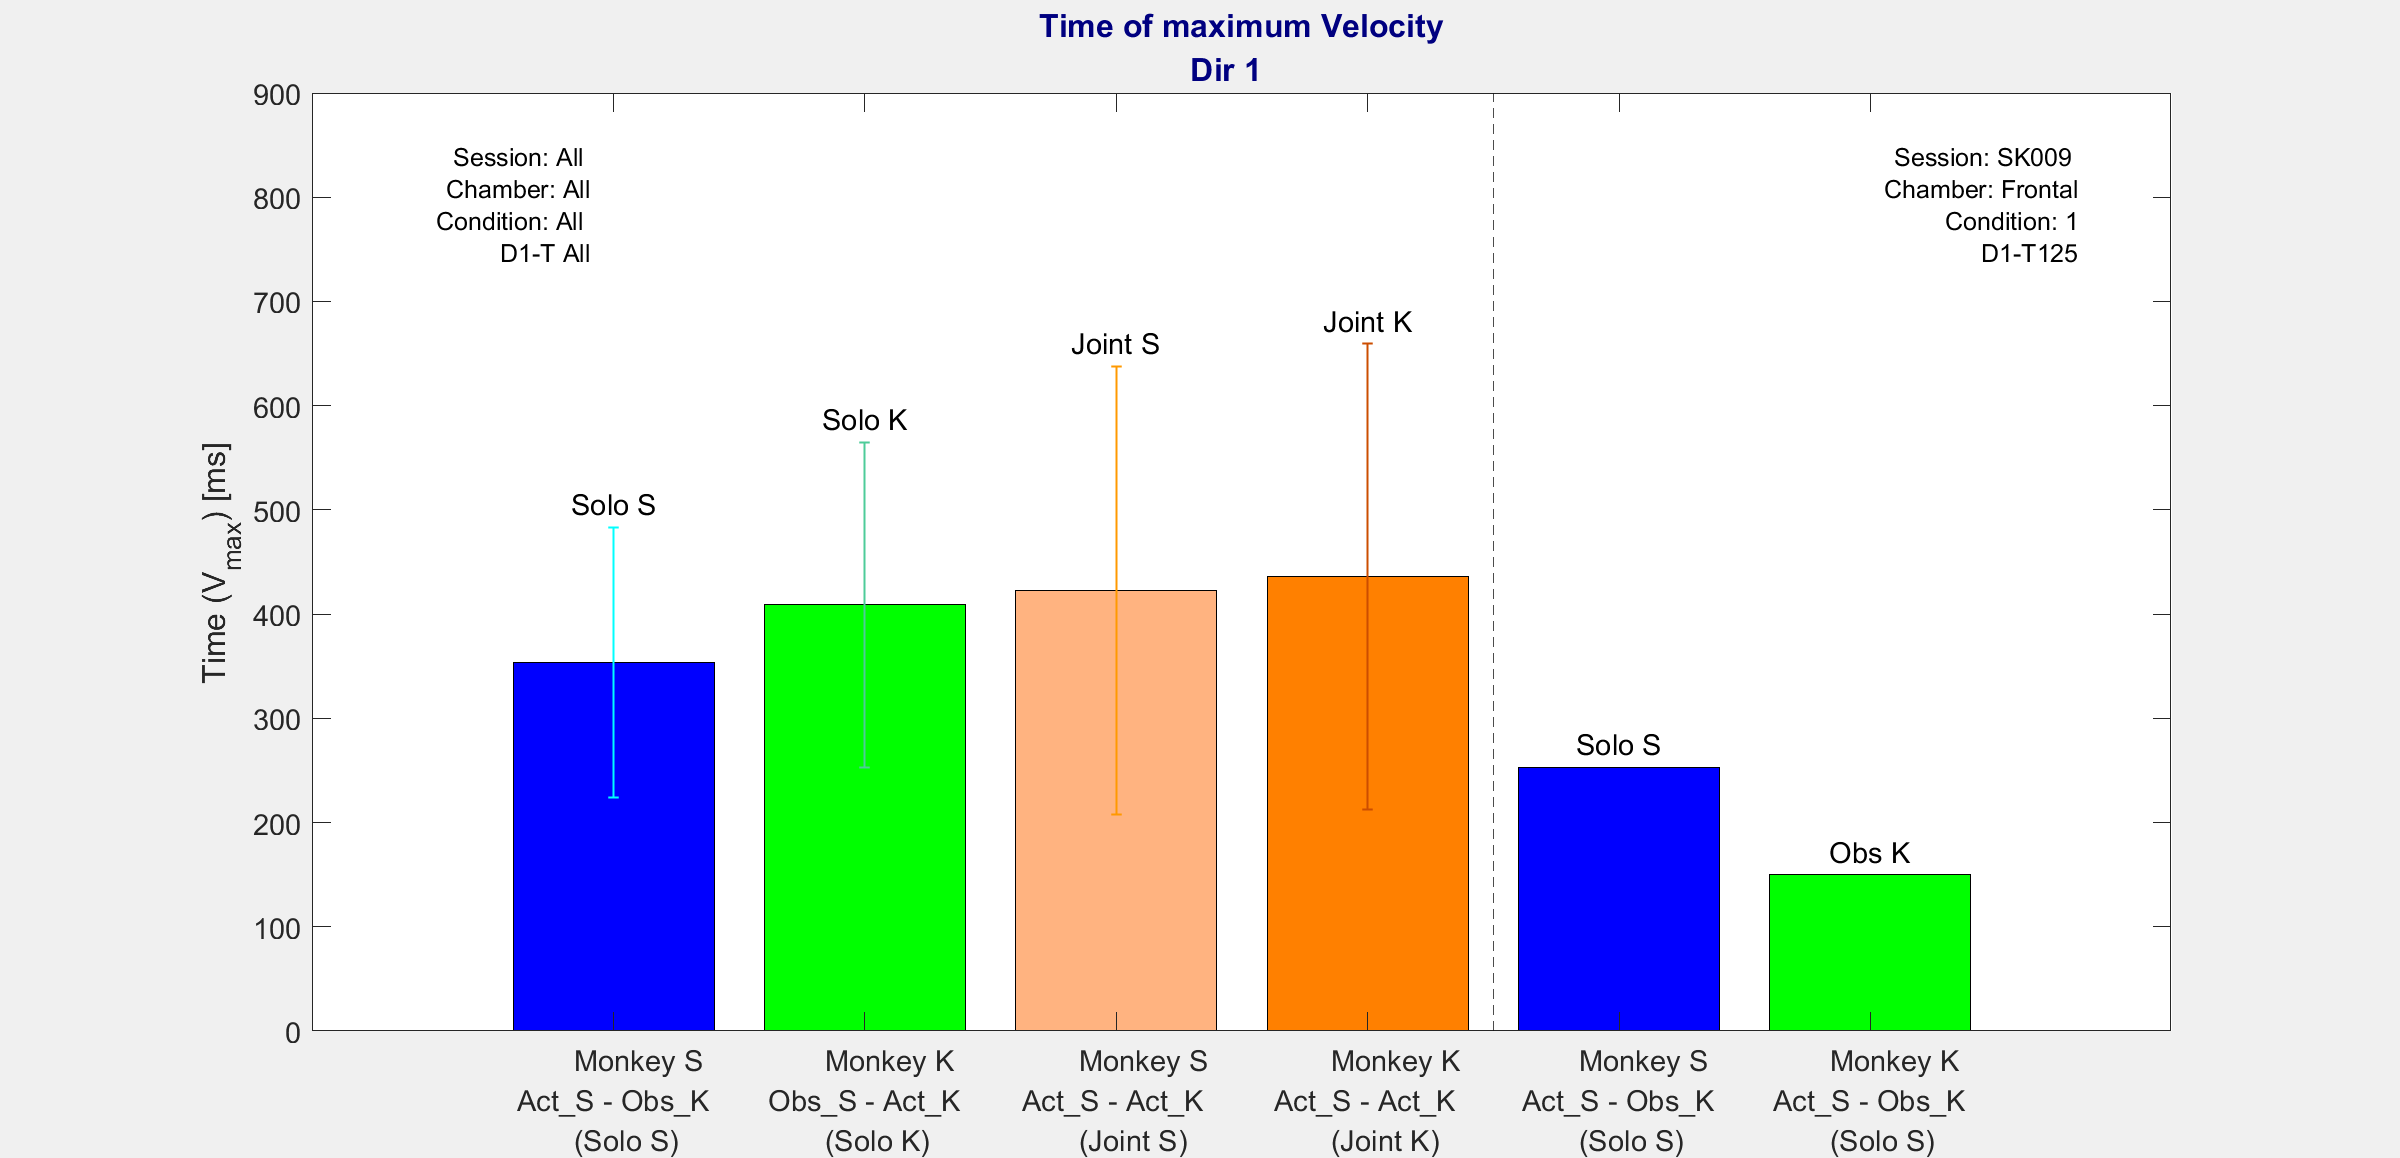 Time of maximum Velocity
Dir 1
Time (Vmax) [ms]
900
800
700
600
500
400
300
200
100
0
Session: All
Chamber: All
Condition: All
D1-T All
Session: SK009
Chamber: Frontal
Condition: 1
D1-T125
Solo S
Solo K
Joint S
Joint K
Solo S
Obs K
Monkey S
Act_S - Obs_K
(Solo S)
Monkey K
Obs_S - Act_K
(Solo K)
Monkey S
Act_S - Act_K
(Joint S)
Monkey K
Act_S - Act_K
(Joint K)
Monkey S
Act_S - Obs_K
(Solo S)
Monkey K
Act_S - Obs_K
(Solo S)